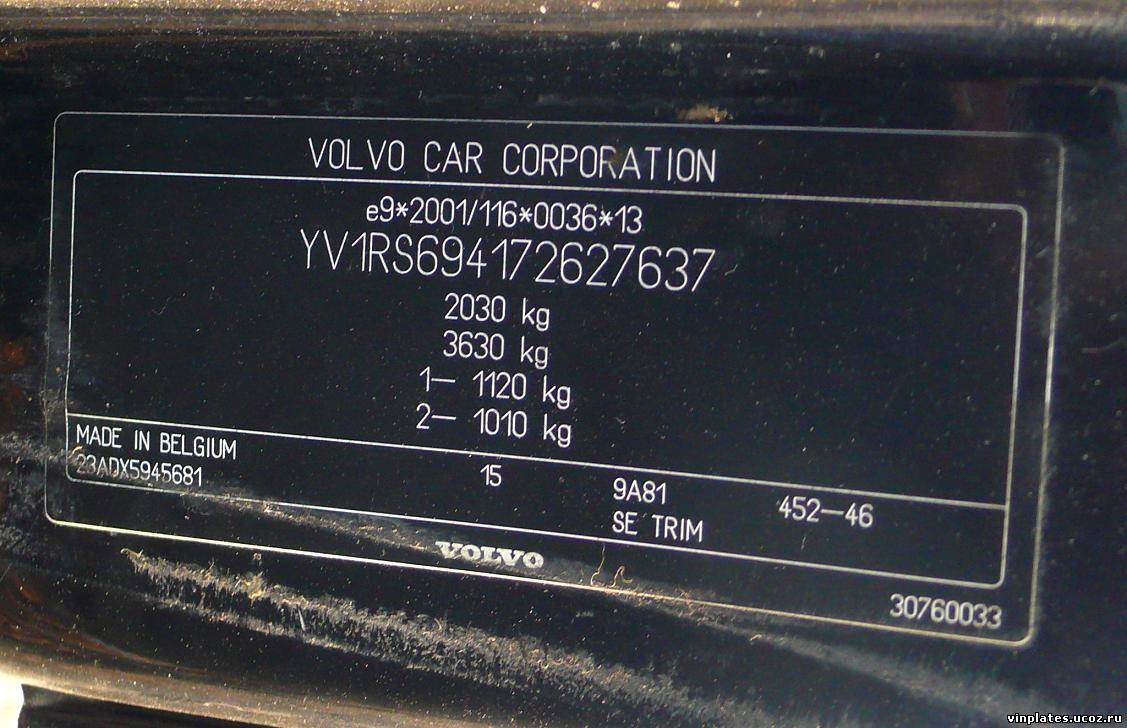 VOLVO CAR CORPORATION
e9*2001/116*0036*13
YV1RS694172627637
2030 kg
3630 kg
1– 1120 kg
2– 1010 kg
MADE IN BELGIUM
23ADX5945681
15
9A81
452–46
SE TRIM
VOLVO
30760033
vinplates.ucoz.ru